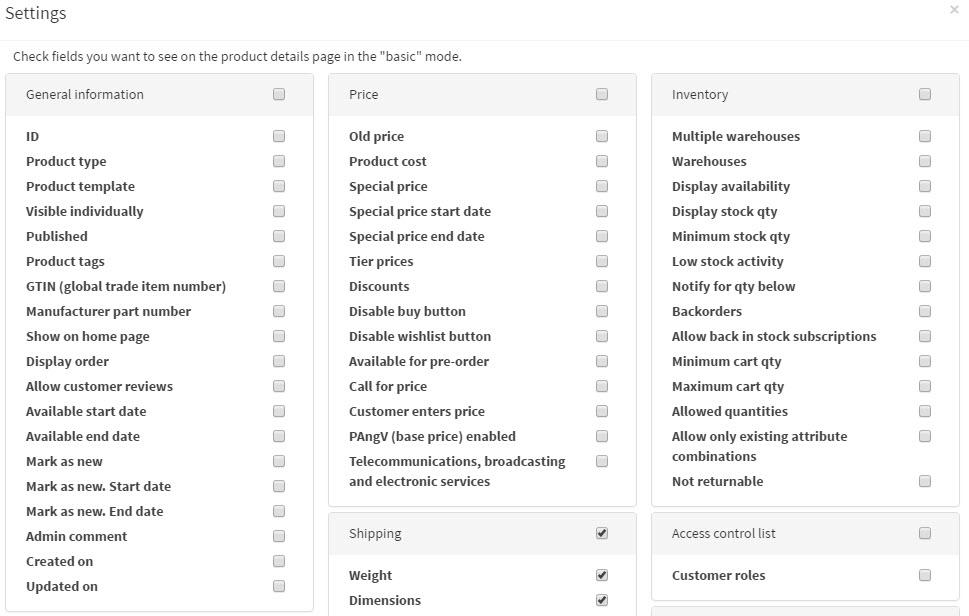 Settings
×
Check fields you want to see on the product details page in the "basic" mode.
General information
ID
Product type
Product template
Visible individually
Published
Product tags
GTIN (global trade item number)
Manufacturer part number
Show on home page
Display order
Allow customer reviews
Available start date
Available end date
Mark as new
Mark as new. Start date
Mark as new. End date
Admin comment
Created on
Updated on
Price
Old price
Product cost
Special price
Special price start date
Special price end date
Tier prices
Discounts
Disable buy button
Disable wishlist button
Available for pre-order
Call for price
Customer enters price
PAngV (base price) enabled
Telecommunications, broadcasting
and electronic services
Shipping
Weight
Dimensions
Inventory
Multiple warehouses
Warehouses
Display availability
Display stock qty
Minimum stock qty
Low stock activity
Notify for qty below
Backorders
Allow back in stock subscriptions
Minimum cart qty
Maximum cart qty
Allowed quantities
Allow only existing attribute
combinations
Not returnable
Access control list
Customer roles